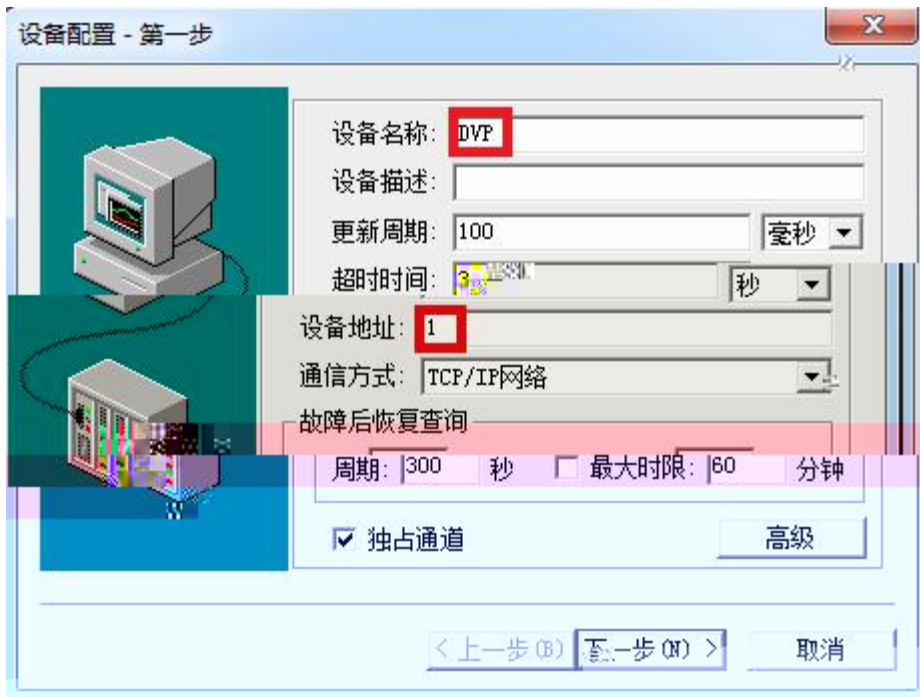 设备配置 - 第一步
设备名称: DVP
设备描述:
更新周期: 100 毫秒
超时时间: 3 秒
设备地址: 1
通信方式: TCP/IP网络
故障后恢复查询
周期: 300 秒 最大时限: 60 分钟
独占通道 高级
< 上一步(B) 下一步(N) > 取消